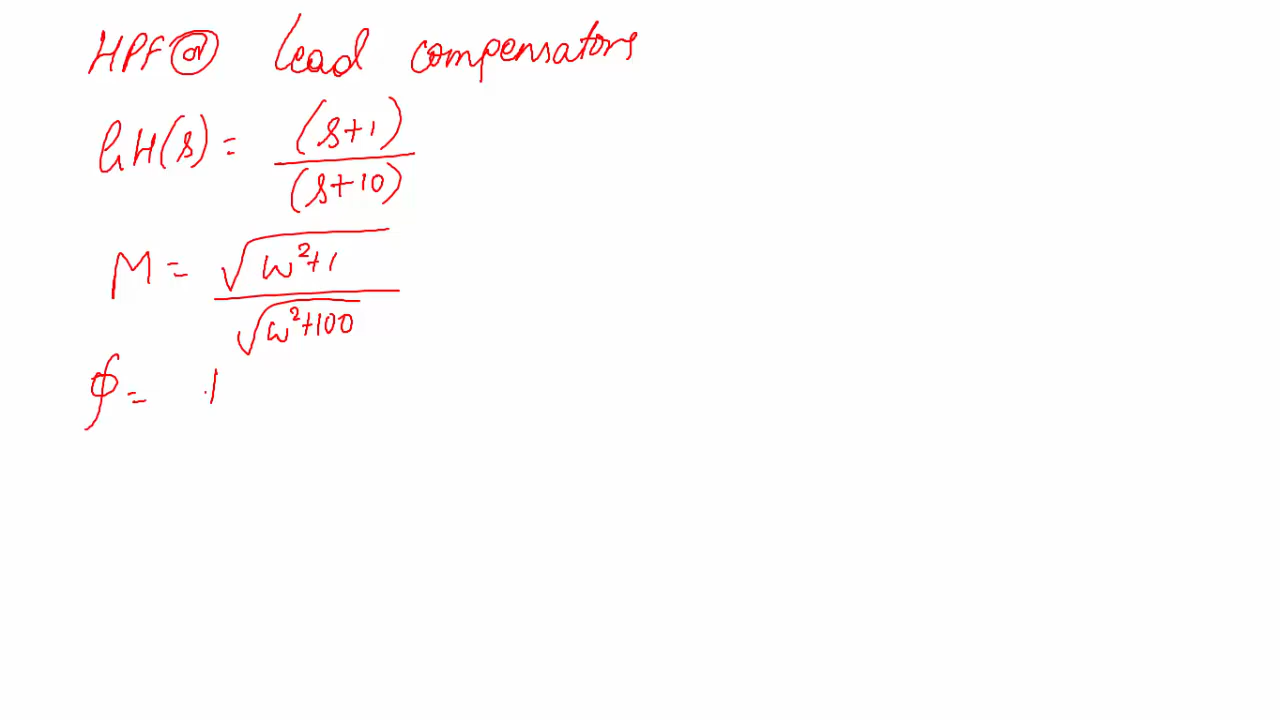 HPF or Lead compensators
GH(s) = (s+1) / (s+10)
M = √(ω²+1) / √(ω²+100)
φ =